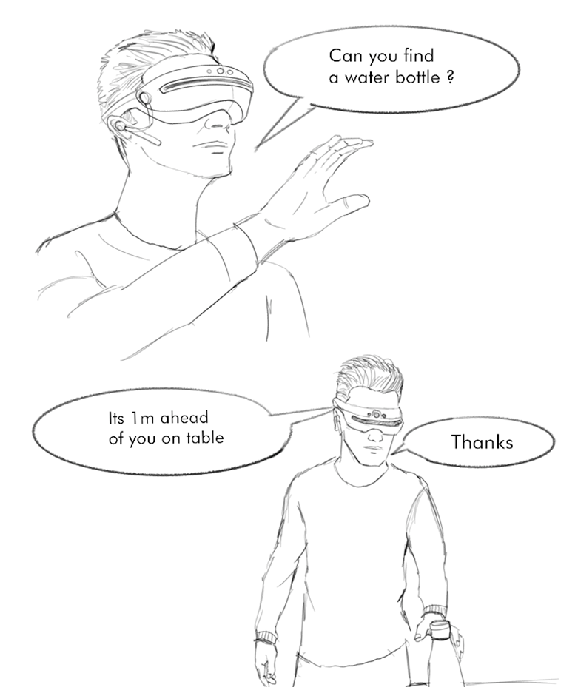 Can you find
a water bottle ?
Its 1m ahead
of you on table
Thanks